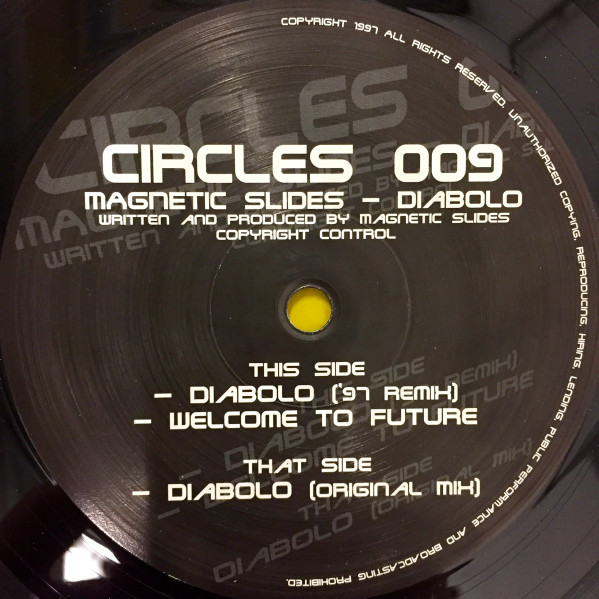 COPYRIGHT 1997 ALL RIGHTS RESERVED. UNAUTHORIZED COPYING, REPRODUCING, HIRING, LENDING, PUBLIC PERFORMANCE AND BROADCASTING PROHIBITED.
CIRCLES 009
MAGNETIC SLIDES – DIABOLO
WRITTEN AND PRODUCED BY MAGNETIC SLIDES
COPYRIGHT CONTROL
THIS SIDE
– DIABOLO ('97 REMIX)
– WELCOME TO FUTURE
THAT SIDE
– DIABOLO (ORIGINAL MIX)